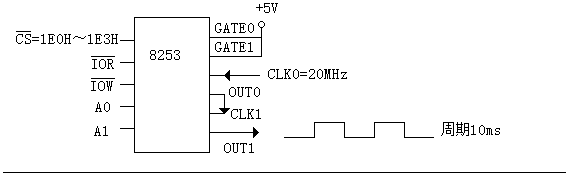 +5V
GATE0
CS=1E0H～1E3H
GATE1
8253
IOR
CLK0=20MHz
IOW
OUT0
A0
CLK1
A1
OUT1
周期10ms